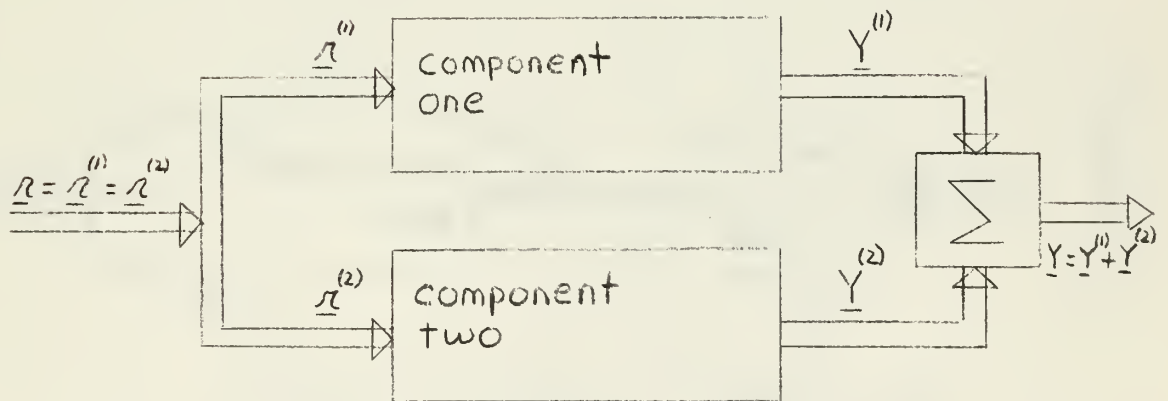 r⁽¹⁾
component
one
Y⁽¹⁾
r = r⁽¹⁾ = r⁽²⁾
Σ
Y = Y⁽¹⁾ + Y⁽²⁾
r⁽²⁾
component
two
Y⁽²⁾